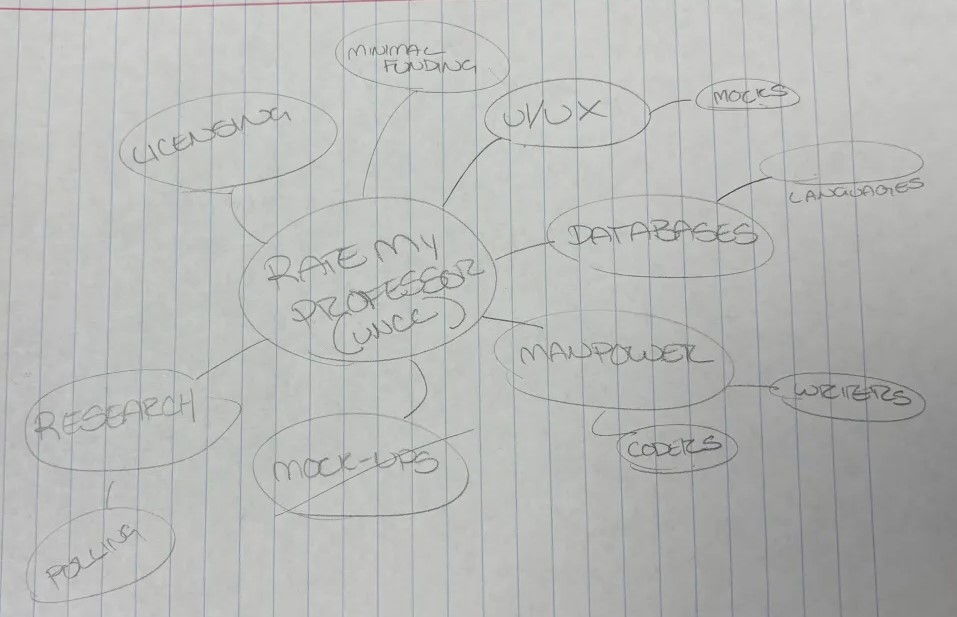 MINIMAL
FUNDING
LICENSING
UI/UX
MOCKS
LANGUAGES
DATABASES
RATE MY
PROFESSOR
(UNCC)
MANPOWER
WRITERS
CODERS
RESEARCH
MOCK-UPS
POLLING